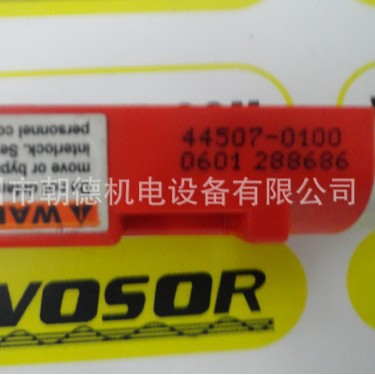 44507-0100
0601 288686
WAR
interlock. Se
move or byp
personnel co
市朝德机电设备有限公司
VOSOR